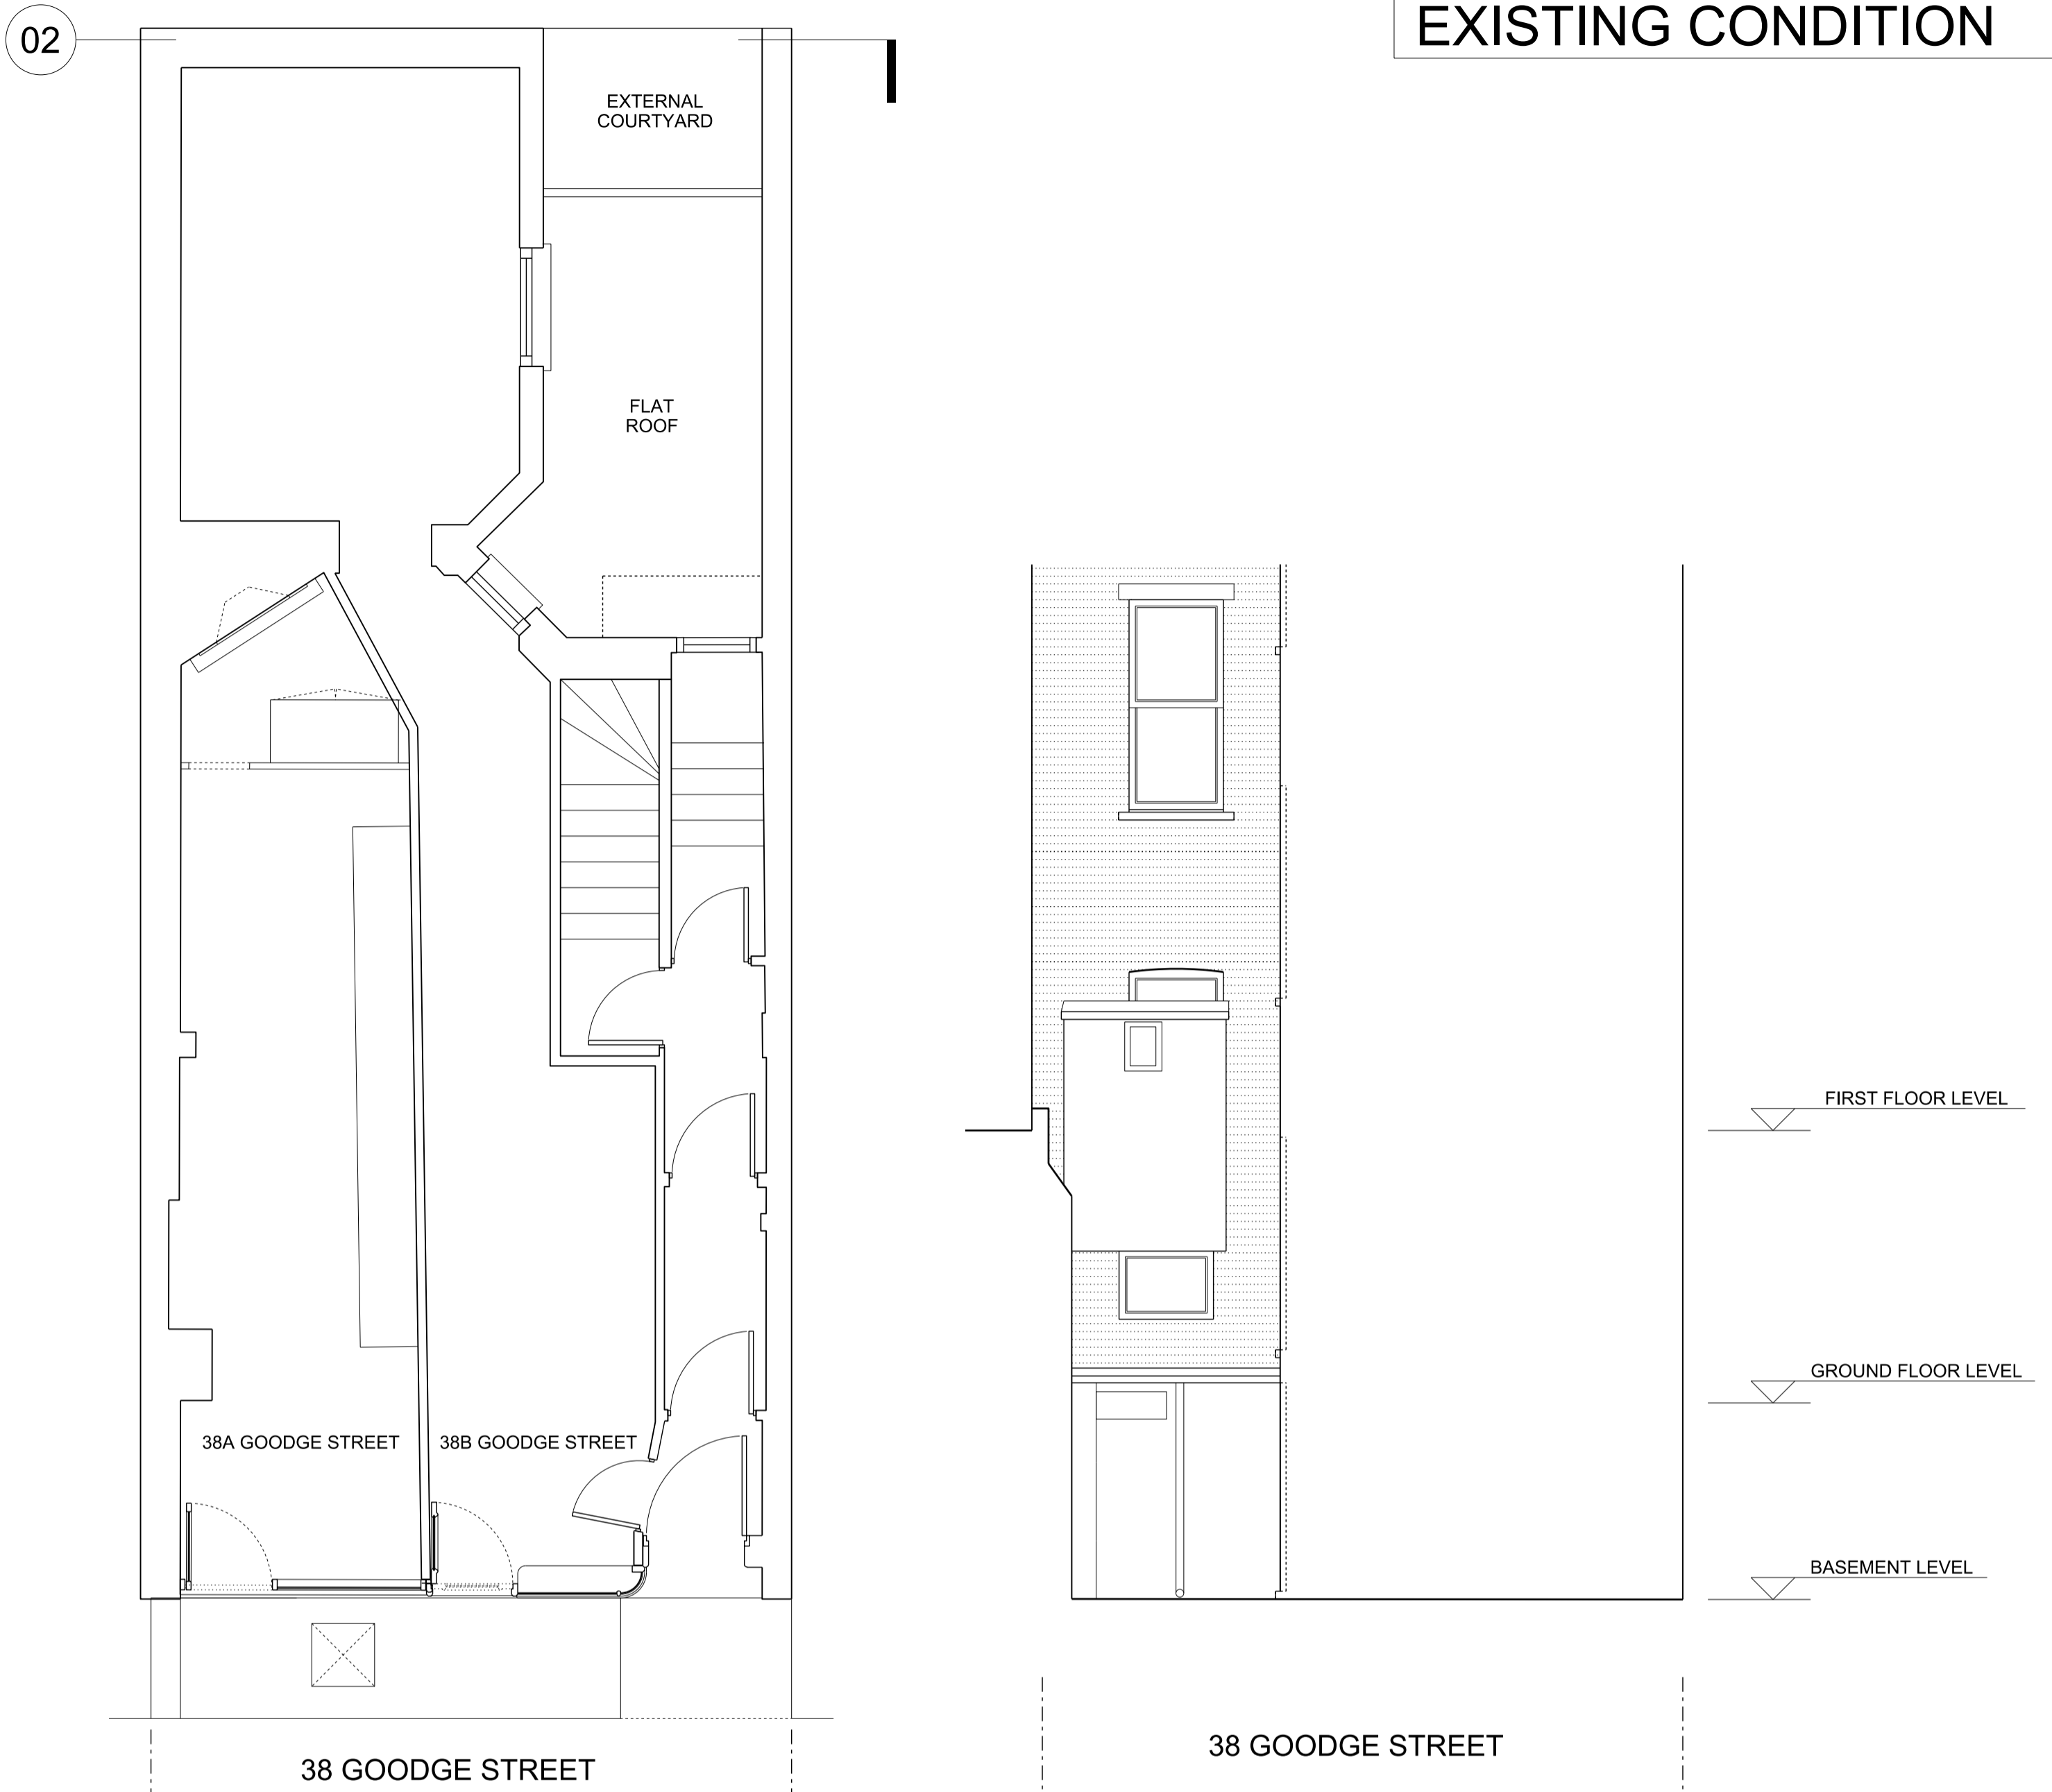 02
EXISTING CONDITION
EXTERNAL
COURTYARD
FLAT
ROOF
38A GOODGE STREET
38B GOODGE STREET
38 GOODGE STREET
FIRST FLOOR LEVEL
GROUND FLOOR LEVEL
BASEMENT LEVEL
38 GOODGE STREET